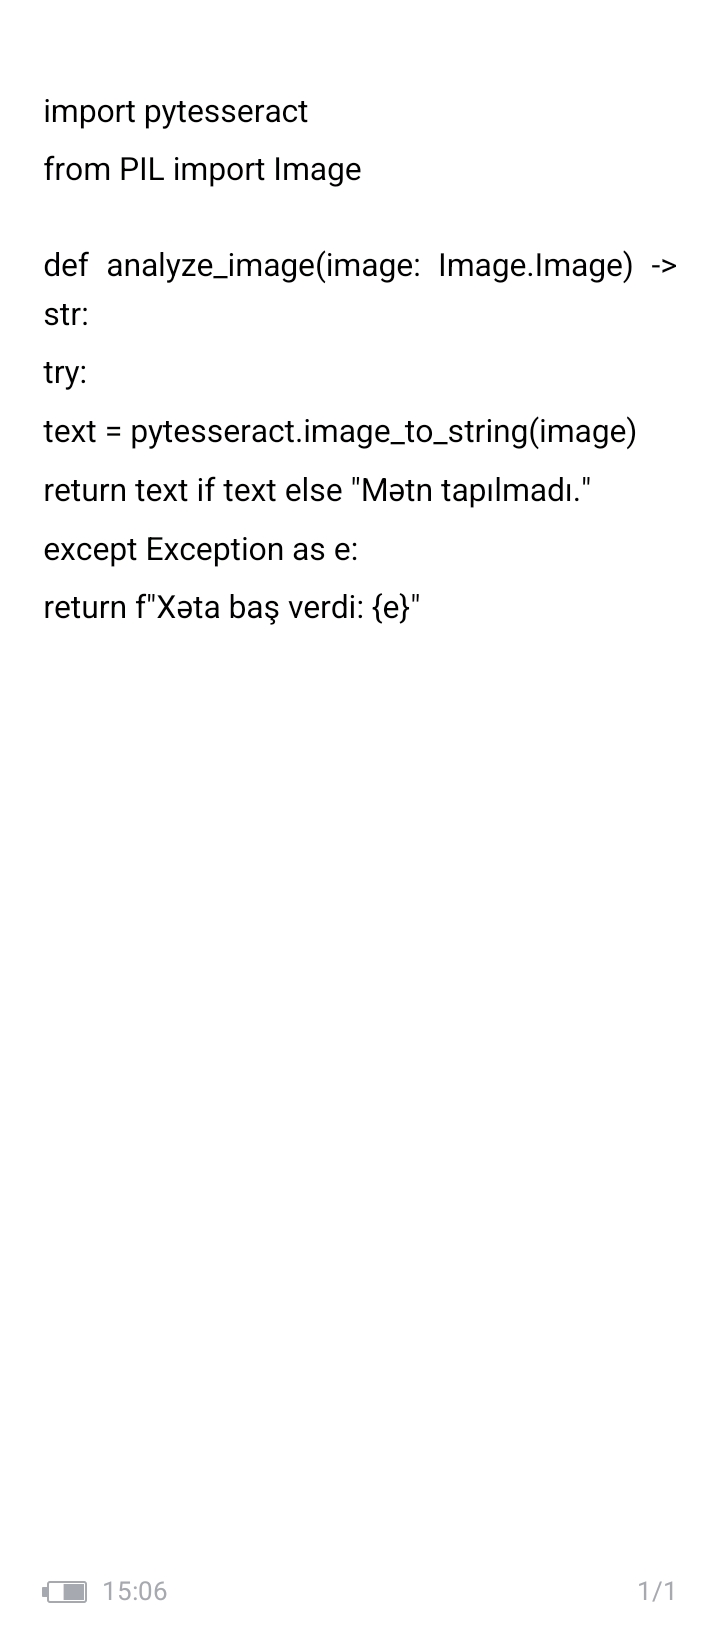 import pytesseract
from PIL import Image
def analyze_image(image: Image.Image) ->
str:
try:
text = pytesseract.image_to_string(image)
return text if text else "Mətn tapılmadı."
except Exception as e:
return f"Xəta baş verdi: {e}"
15:06
1/1